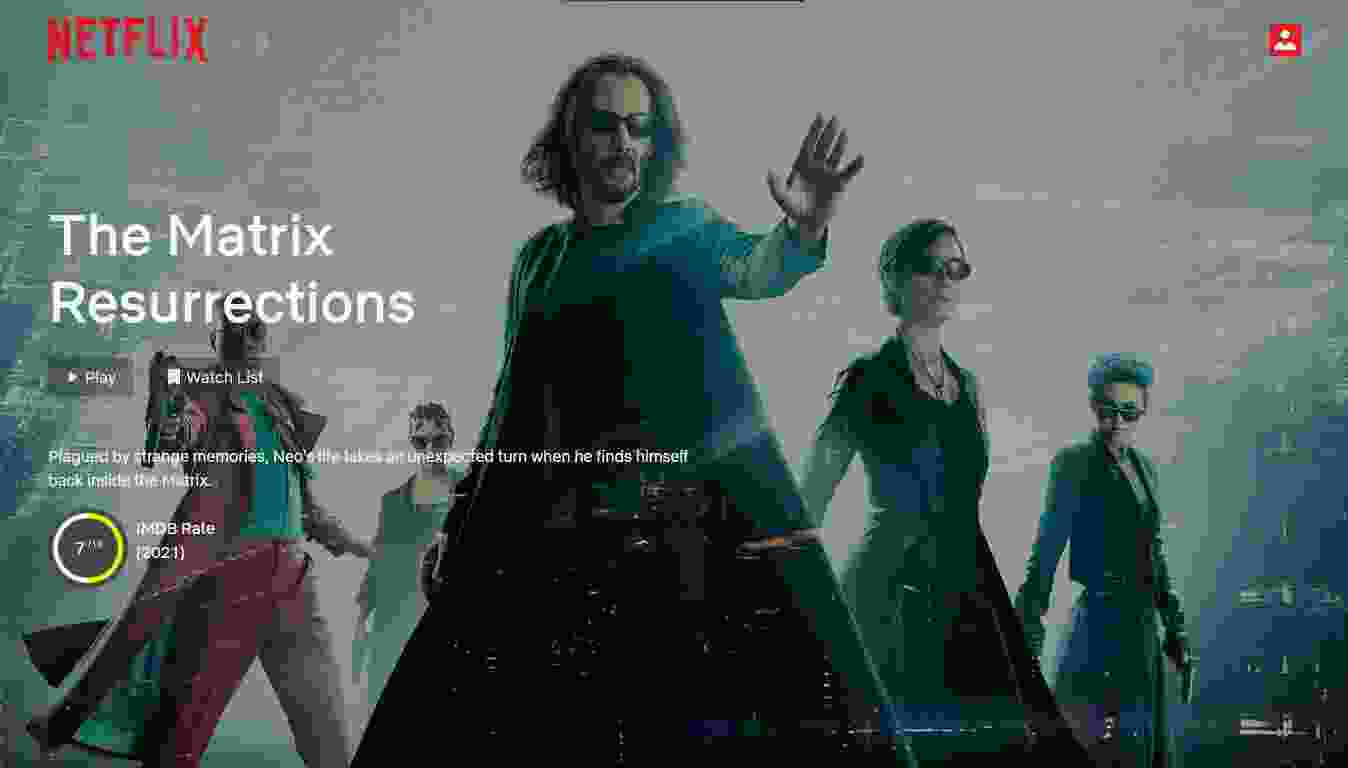 NETFLIX
The Matrix
Resurrections
Play
Watch List
Plagued by strange memories, Neo's life takes an unexpected turn when he finds himself
back inside the Matrix.
IMDB Rate
7
(2021)